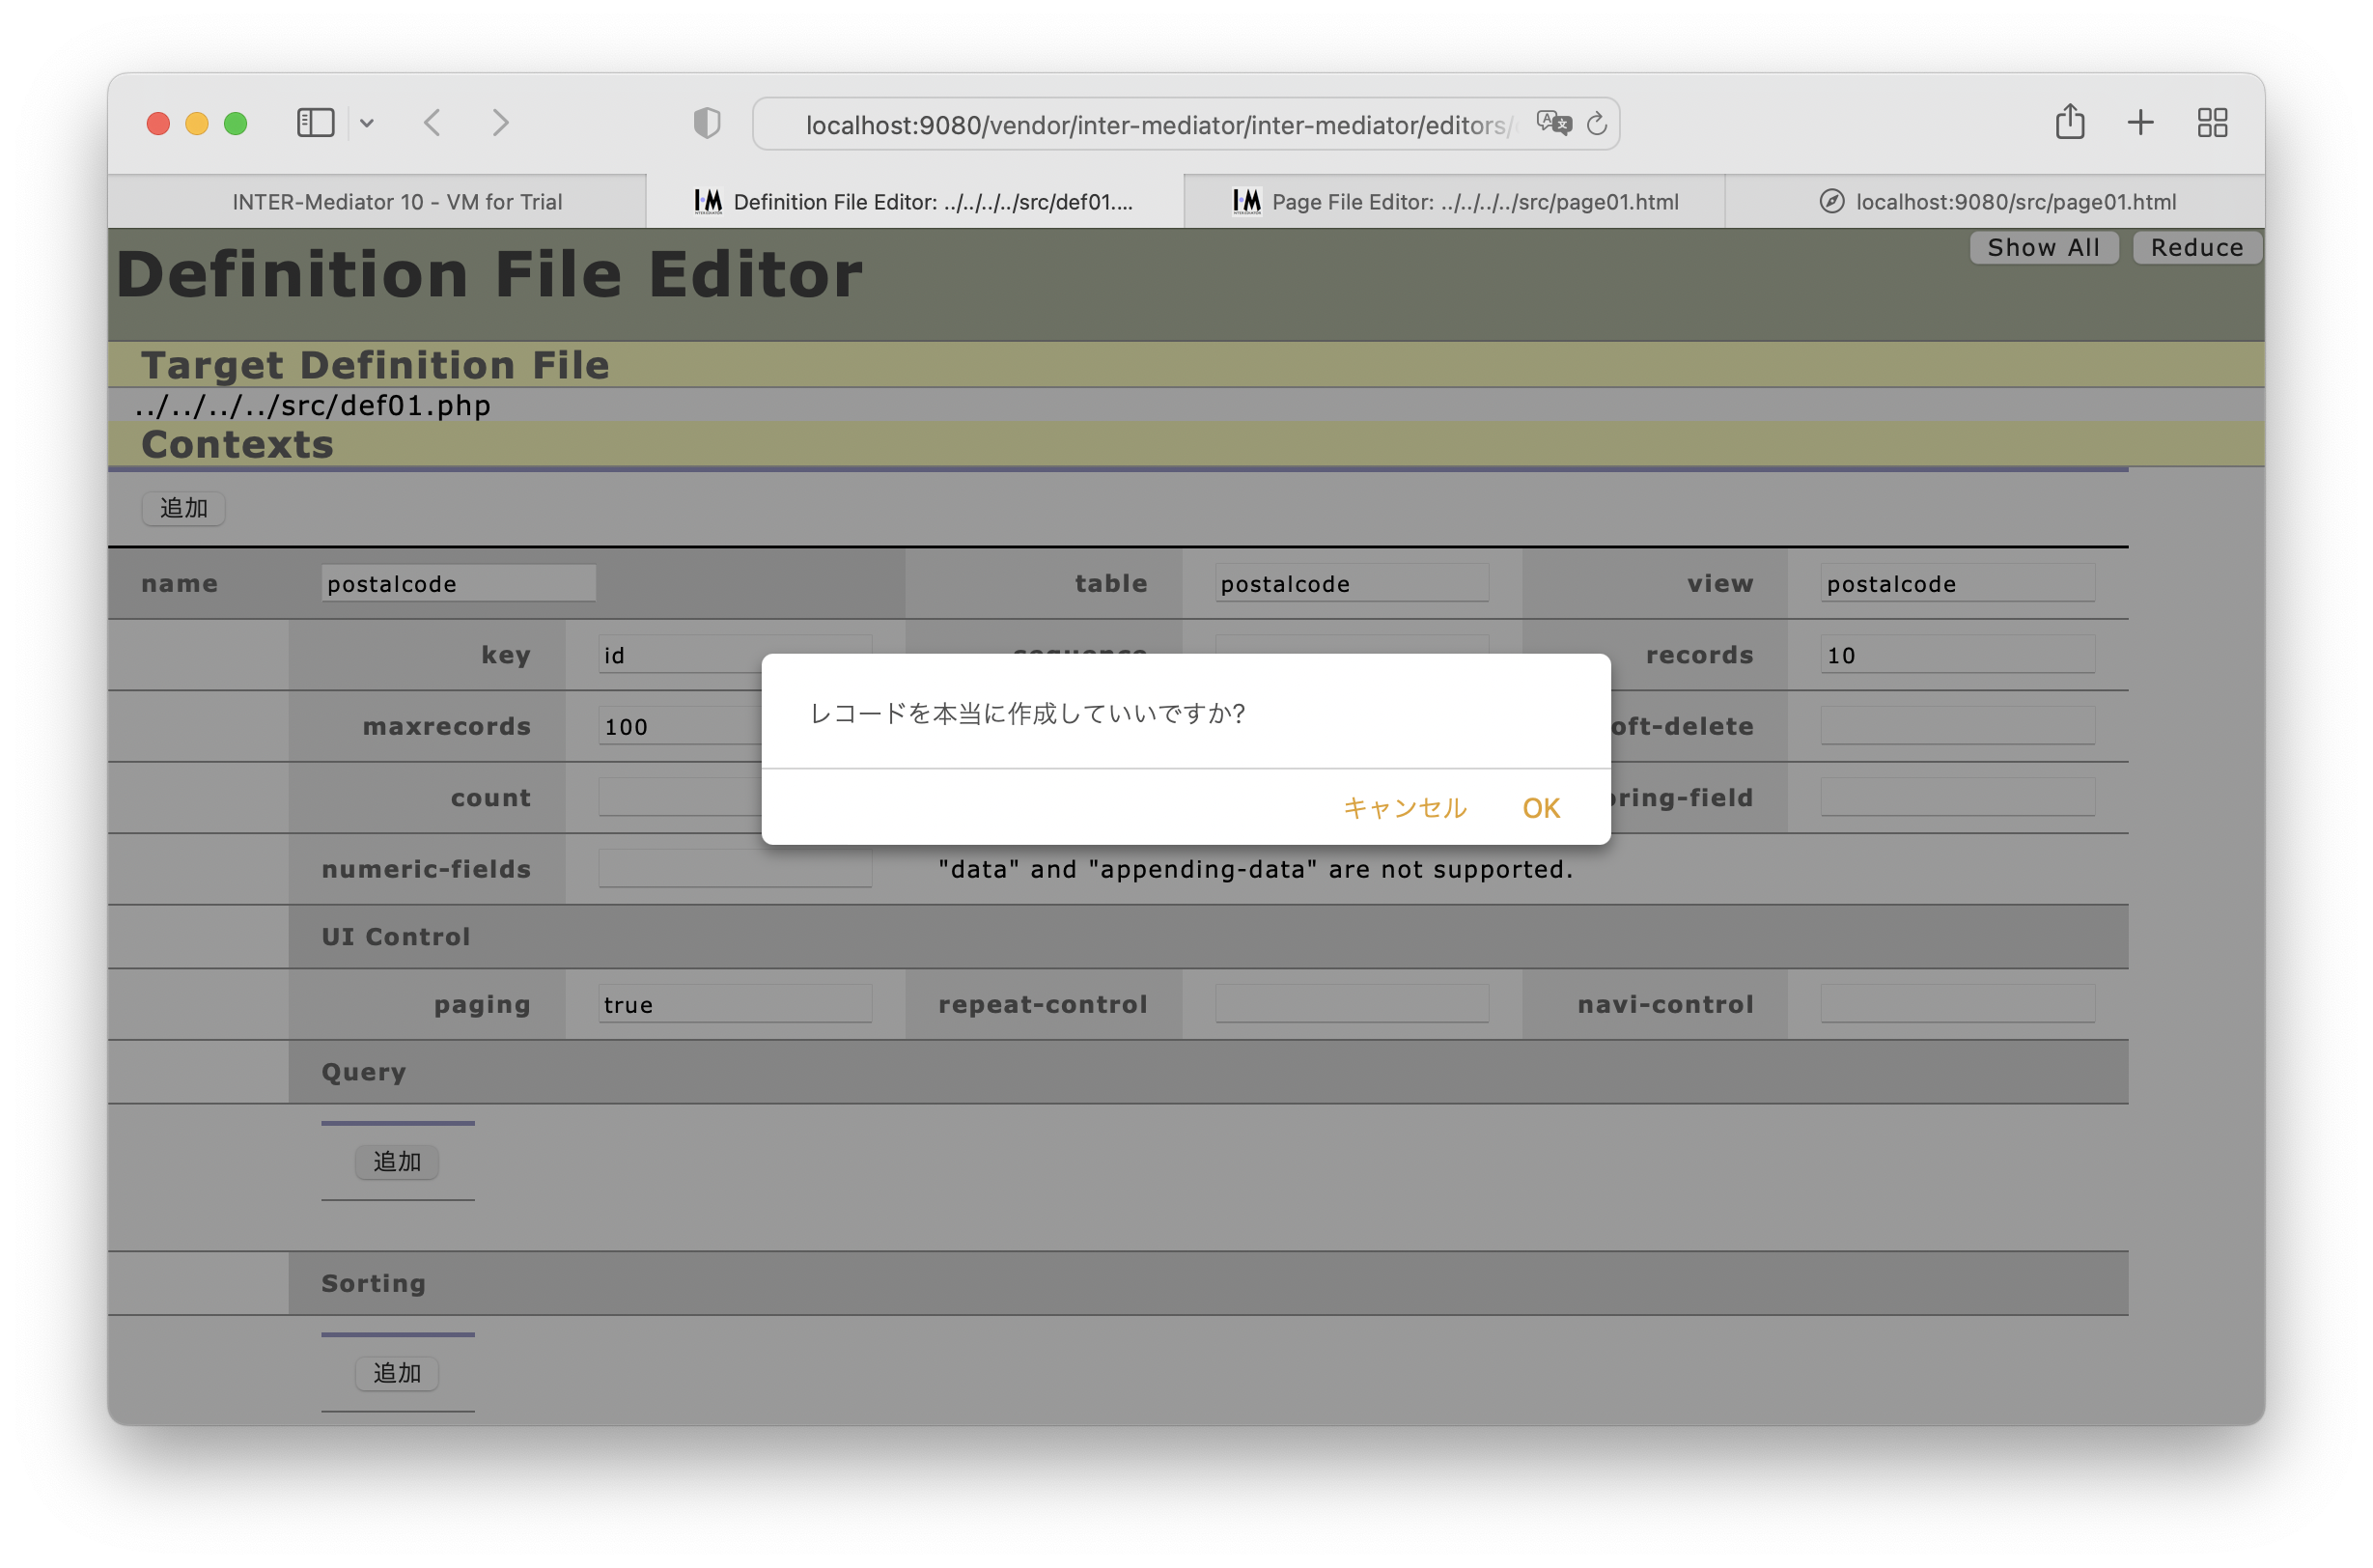 localhost:9080/vendor/inter-mediator/inter-mediator/editors/
INTER-Mediator 10 - VM for Trial
Definition File Editor: ../../../../src/def01....
Page File Editor: ../../../../src/page01.html
localhost:9080/src/page01.html
Definition File Editor
Show All
Reduce
Target Definition File
../../../../src/def01.php
Contexts
追加
name postalcode table postalcode view postalcode
key id sequence records 10
maxrecords 100 oft-delete
count oring-field
レコードを本当に作成していいですか?
キャンセル OK
numeric-fields "data" and "appending-data" are not supported.
UI Control
paging true repeat-control navi-control
Query
追加
Sorting
追加